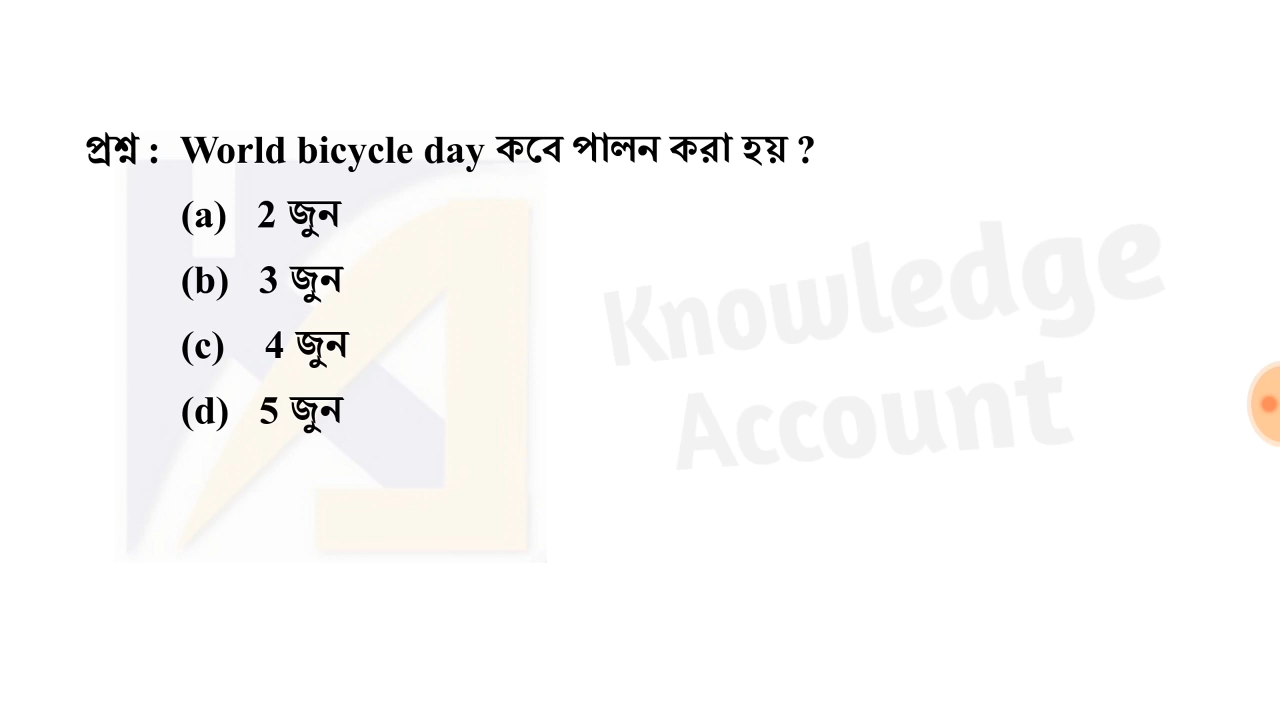 প্রশ্ন : World bicycle day কবে পালন করা হয় ?
(a) 2 জুন
(b) 3 জুন
(c) 4 জুন
(d) 5 জুন
Knowledge
Account